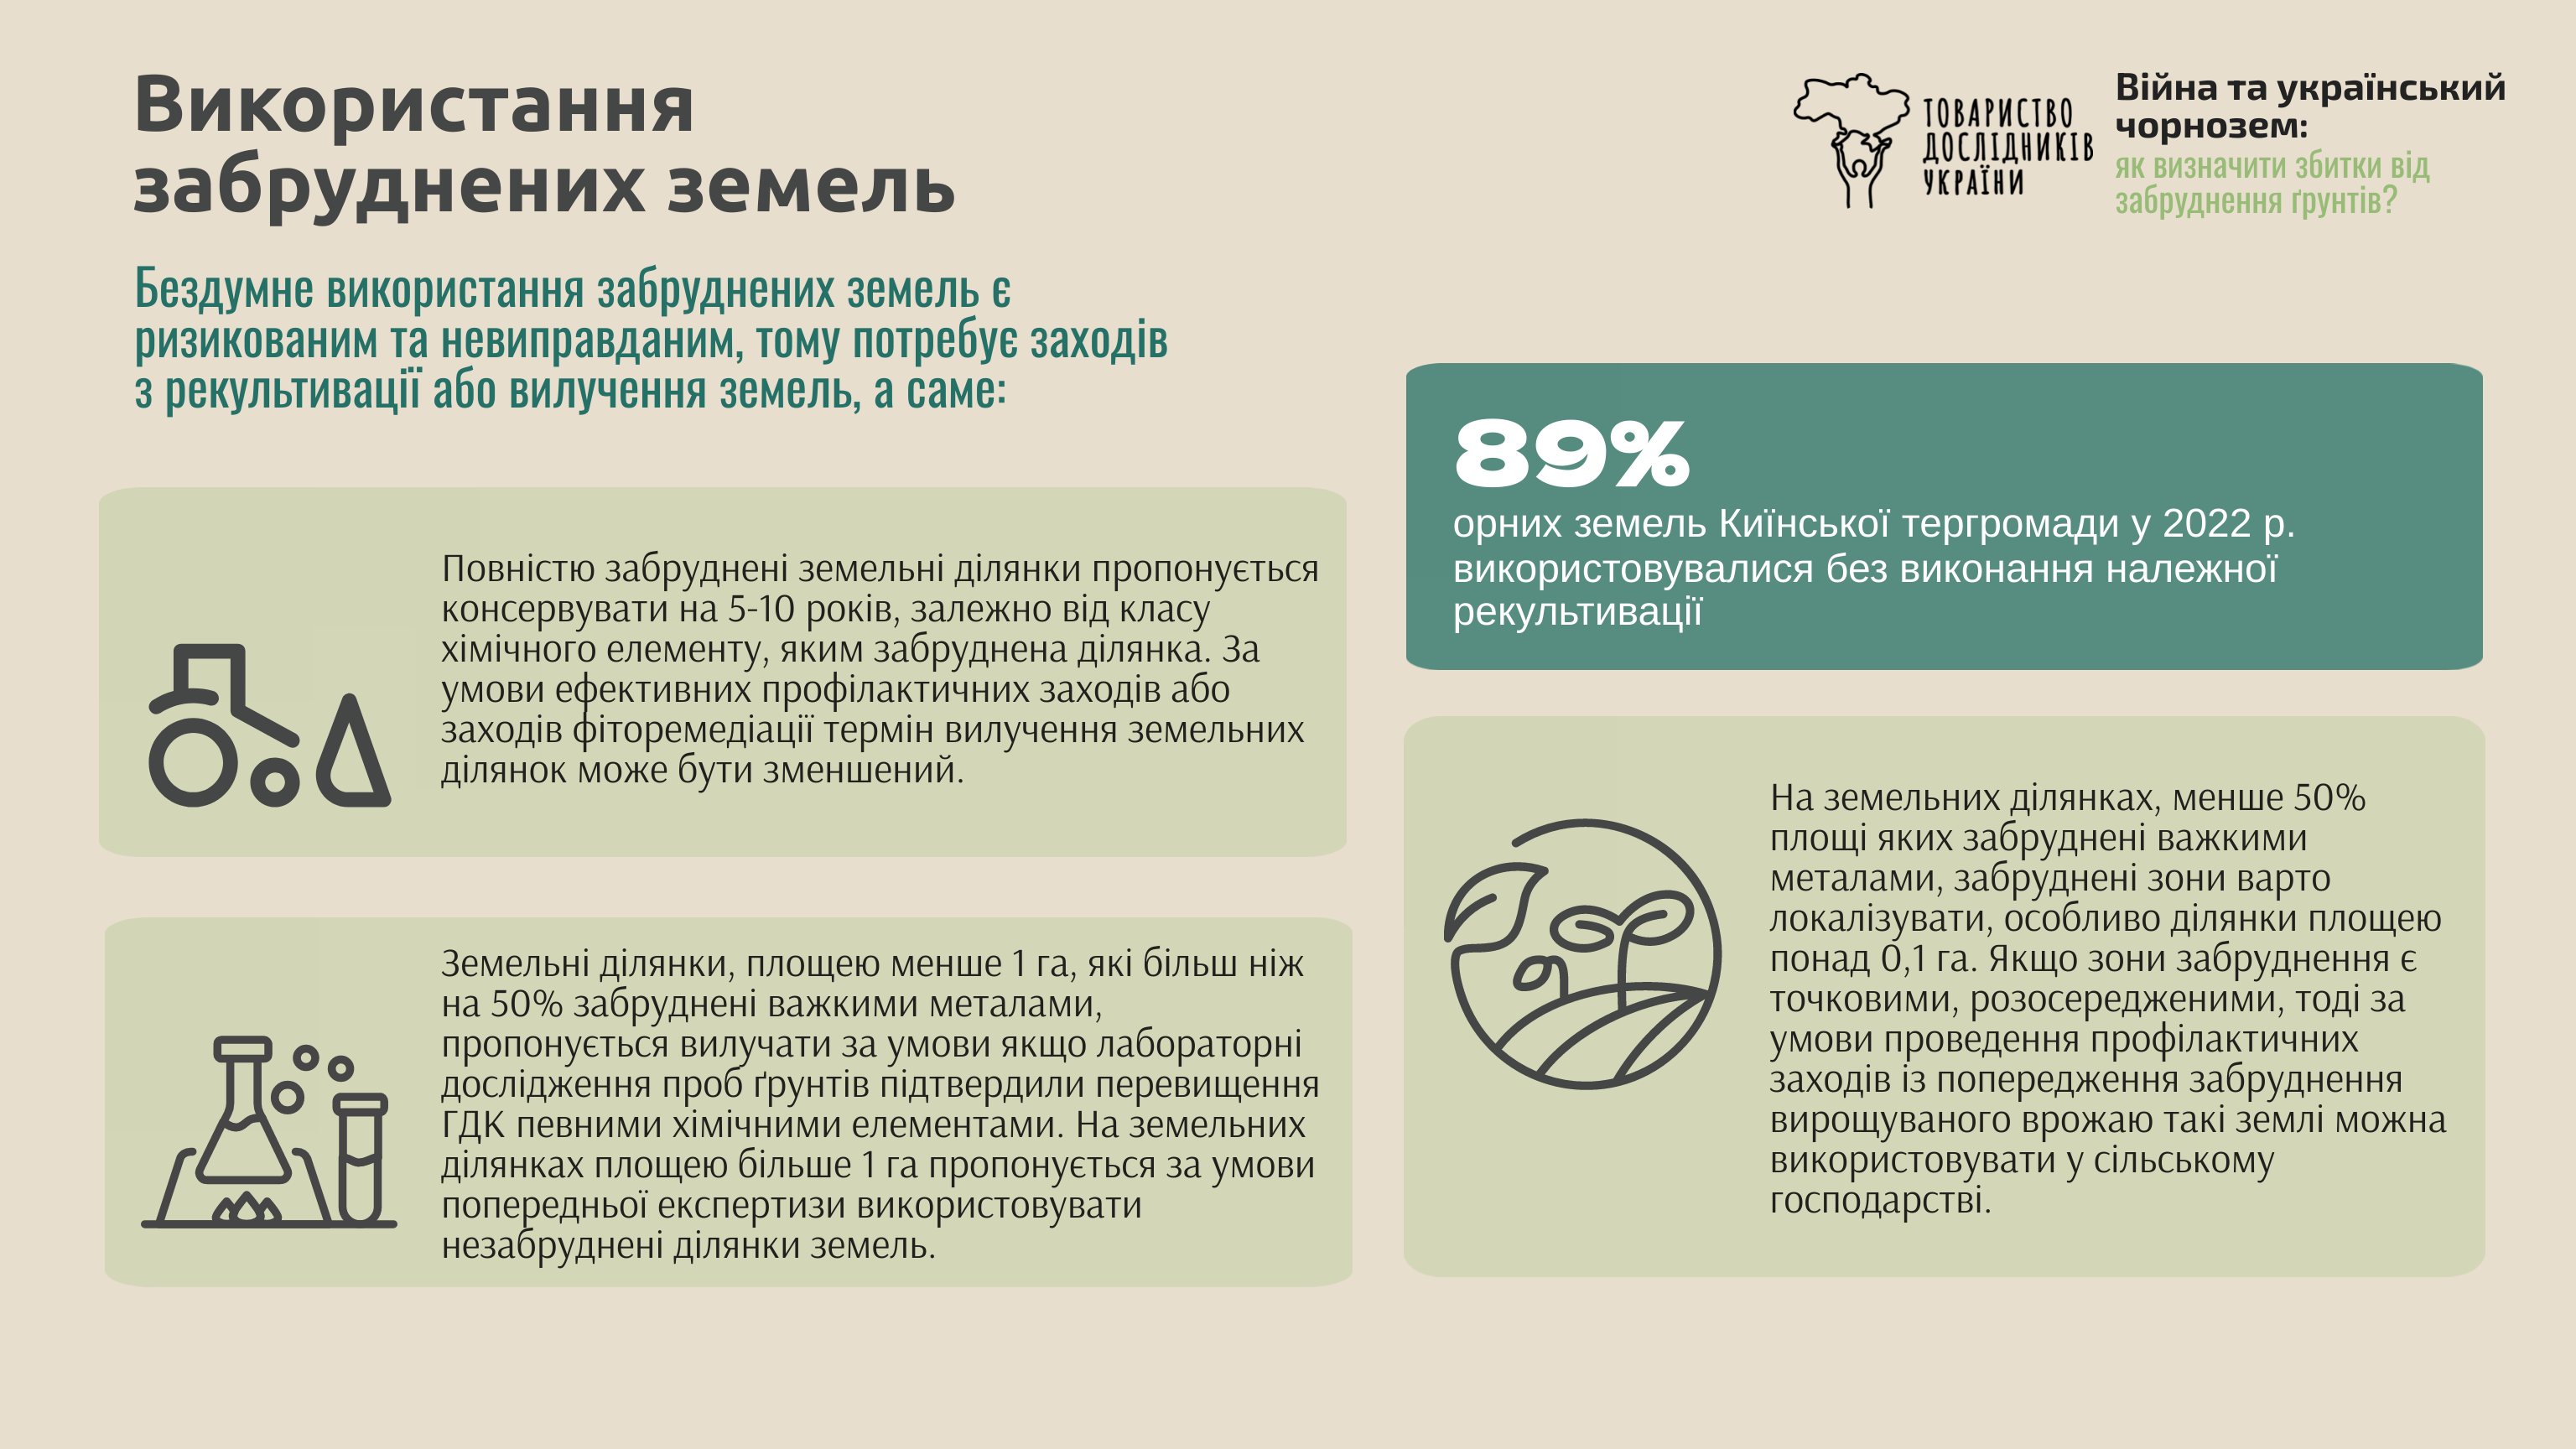 Використання
забруднених земель
ТОВАРИСТВО
ДОСЛІДНИКІВ
УКРАЇНИ
Війна та український
чорнозем:
як визначити збитки від
забруднення ґрунтів?
Бездумне використання забруднених земель є
ризикованим та невиправданим, тому потребує заходів
з рекультивації або вилучення земель, а саме:
Повністю забруднені земельні ділянки пропонується
консервувати на 5-10 років, залежно від класу
хімічного елементу, яким забруднена ділянка. За
умови ефективних профілактичних заходів або
заходів фіторемедіації термін вилучення земельних
ділянок може бути зменшений.
Земельні ділянки, площею менше 1 га, які більш ніж
на 50% забруднені важкими металами,
пропонується вилучати за умови якщо лабораторні
дослідження проб ґрунтів підтвердили перевищення
ГДК певними хімічними елементами. На земельних
ділянках площею більше 1 га пропонується за умови
попередньої експертизи використовувати
незабруднені ділянки земель.
89%
орних земель Киїнської тергромади у 2022 р.
використовувалися без виконання належної
рекультивації
На земельних ділянках, менше 50%
площі яких забруднені важкими
металами, забруднені зони варто
локалізувати, особливо ділянки площею
понад 0,1 га. Якщо зони забруднення є
точковими, розосередженими, тоді за
умови проведення профілактичних
заходів із попередження забруднення
вирощуваного врожаю такі землі можна
використовувати у сільському
господарстві.